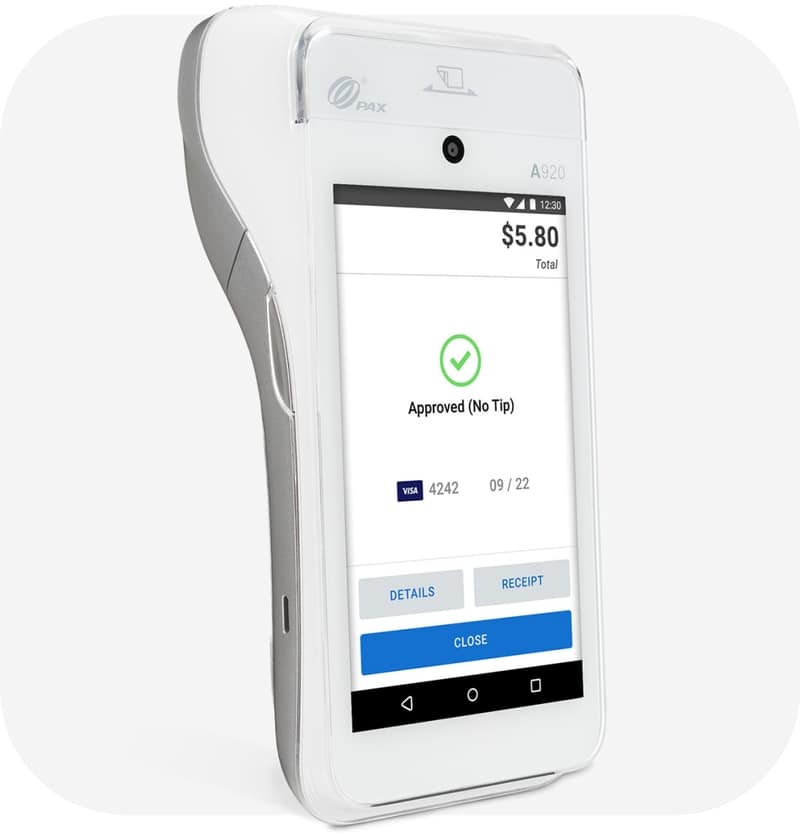 PAX
A920
12:30
$5.80
Total
Approved (No Tip)
VISA 4242 09 / 22
DETAILS RECEIPT
CLOSE